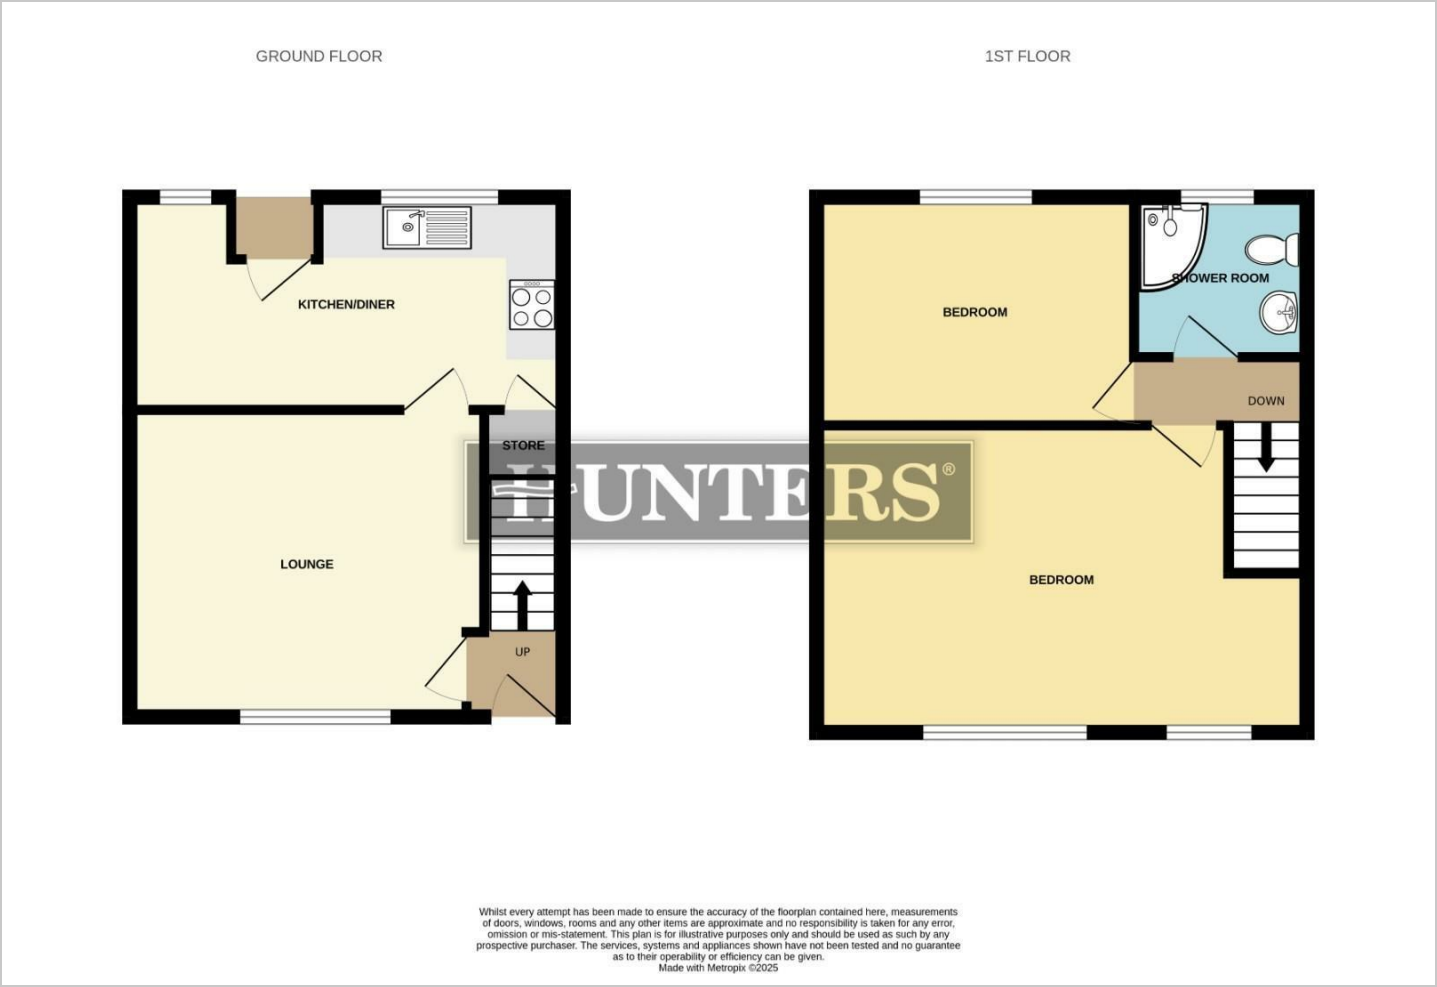 GROUND FLOOR
1ST FLOOR
KITCHEN/DINER
STORE
LOUNGE
UP
BEDROOM
SHOWER ROOM
DOWN
BEDROOM
HUNTERS®
Whilst every attempt has been made to ensure the accuracy of the floorplan contained here, measurements
of doors, windows, rooms and any other items are approximate and no responsibility is taken for any error,
omission or mis-statement. This plan is for illustrative purposes only and should be used as such by any
prospective purchaser. The services, systems and appliances shown have not been tested and no guarantee
as to their operability or efficiency can be given.
Made with Metropix ©2025